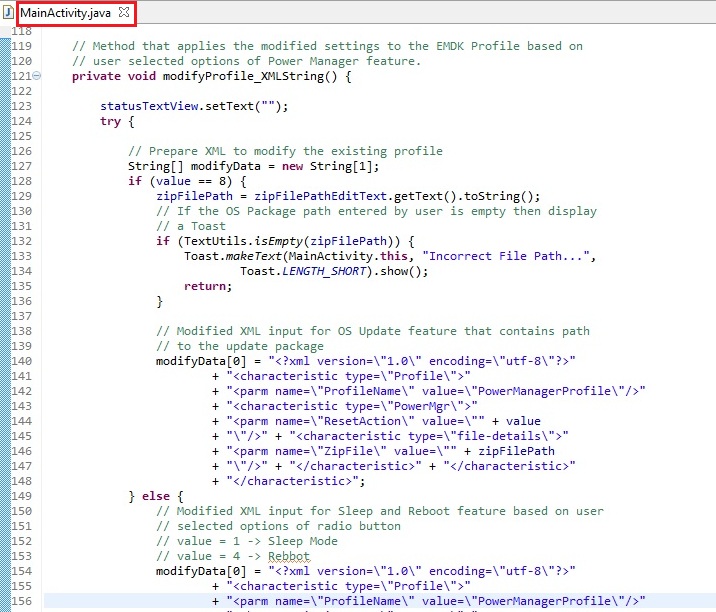 MainActivity.java
118
119 // Method that applies the modified settings to the EMDK Profile based on
120 // user selected options of Power Manager feature.
121 private void modifyProfile_XMLString() {
122
123 statusTextView.setText("");
124 try {
125
126 // Prepare XML to modify the existing profile
127 String[] modifyData = new String[1];
128 if (value == 8) {
129 zipFilePath = zipFilePathEditText.getText().toString();
130 // If the OS Package path entered by user is empty then display
131 // a Toast
132 if (TextUtils.isEmpty(zipFilePath)) {
133 Toast.makeText(MainActivity.this, "Incorrect File Path...",
134 Toast.LENGTH_SHORT).show();
135 return;
136 }
137
138 // Modified XML input for OS Update feature that contains path
139 // to the update package
140 modifyData[0] = "<?xml version=\"1.0\" encoding=\"utf-8\"?>"
141 + "<characteristic type=\"Profile\">"
142 + "<parm name=\"ProfileName\" value=\"PowerManagerProfile\"/>"
143 + "<characteristic type=\"PowerMgr\">"
144 + "<parm name=\"ResetAction\" value=\"" + value
145 + "\"/>" + "<characteristic type=\"file-details\">"
146 + "<parm name=\"ZipFile\" value=\"" + zipFilePath
147 + "\"/>" + "</characteristic>" + "</characteristic>"
148 + "</characteristic>";
149 } else {
150 // Modified XML input for Sleep and Reboot feature based on user
151 // selected options of radio button
152 // value = 1 -> Sleep Mode
153 // value = 4 -> Rebbot
154 modifyData[0] = "<?xml version=\"1.0\" encoding=\"utf-8\"?>"
155 + "<characteristic type=\"Profile\">"
156 + "<parm name=\"ProfileName\" value=\"PowerManagerProfile\"/>"